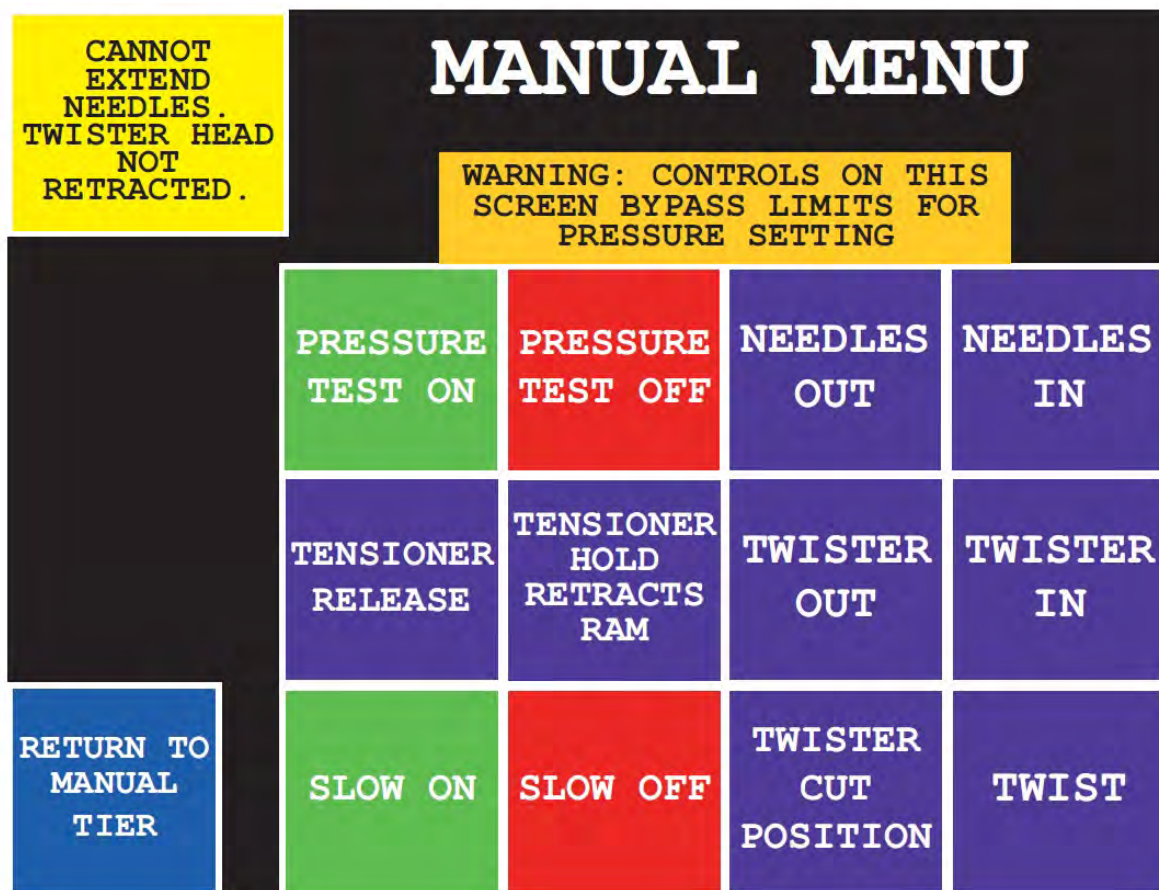 CANNOT
EXTEND
NEEDLES.
TWISTER HEAD
NOT
RETRACTED.
MANUAL MENU
WARNING: CONTROLS ON THIS
SCREEN BYPASS LIMITS FOR
PRESSURE SETTING
PRESSURE
TEST ON
PRESSURE
TEST OFF
NEEDLES
OUT
NEEDLES
IN
TENSIONER
RELEASE
TENSIONER
HOLD
RETRACTS
RAM
TWISTER
OUT
TWISTER
IN
RETURN TO
MANUAL
TIER
SLOW ON
SLOW OFF
TWISTER
CUT
POSITION
TWIST